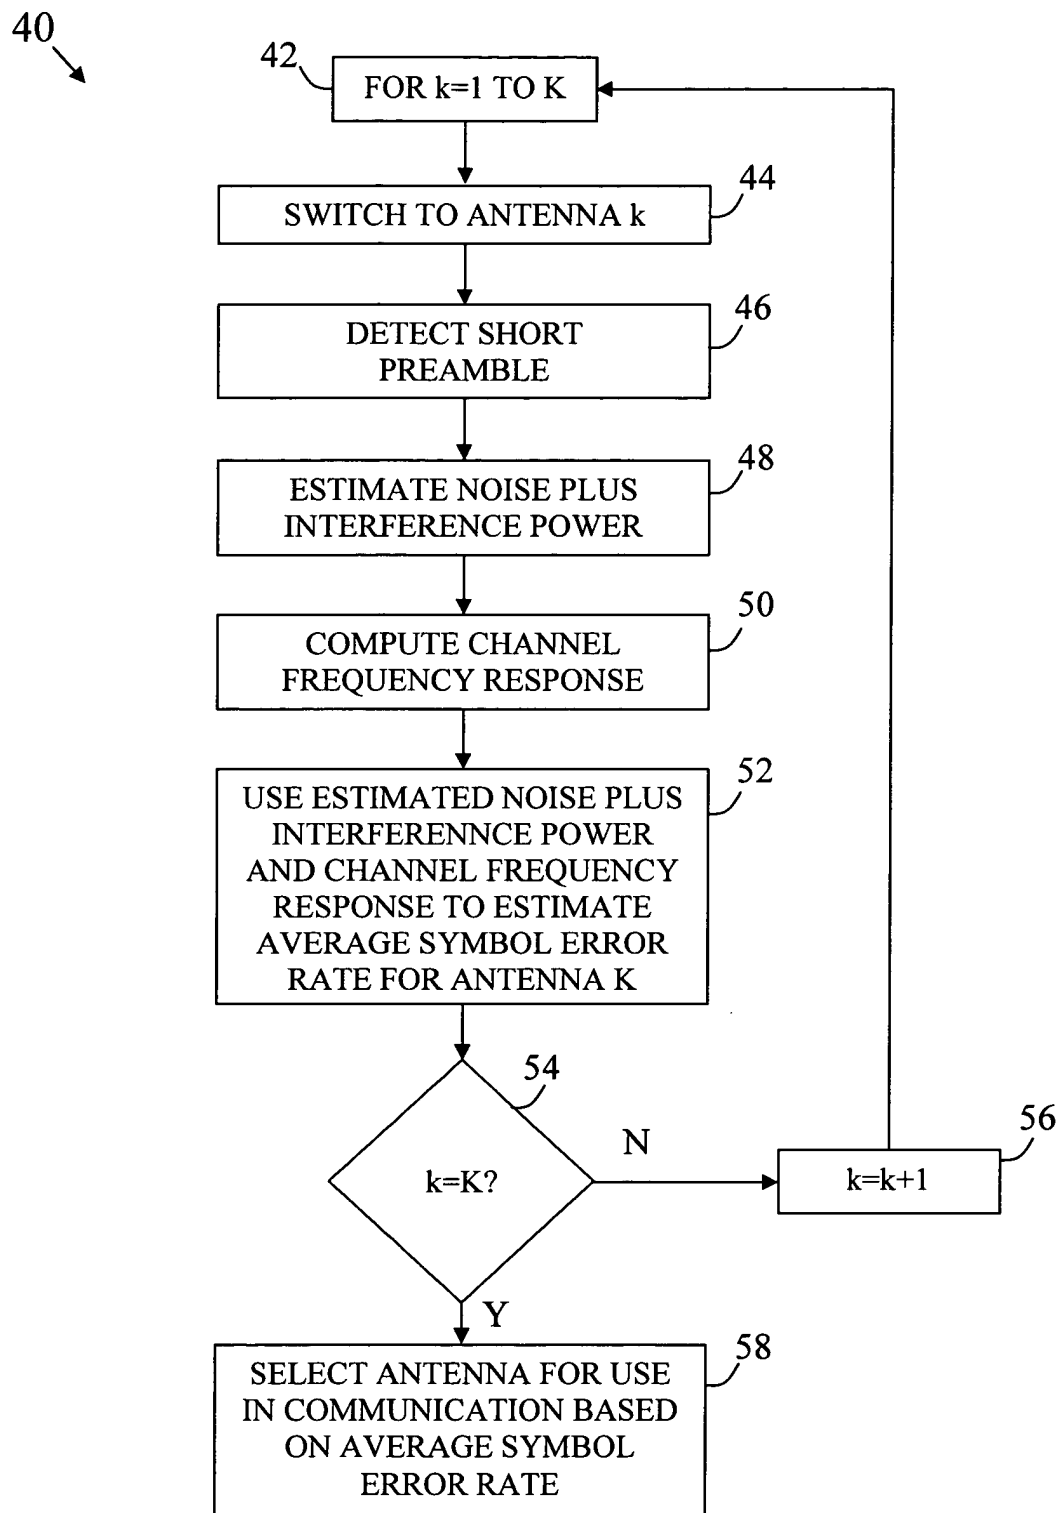 40
42
FOR k=1 TO K
44
SWITCH TO ANTENNA k
46
DETECT SHORT
PREAMBLE
48
ESTIMATE NOISE PLUS
INTERFERENCE POWER
50
COMPUTE CHANNEL
FREQUENCY RESPONSE
52
USE ESTIMATED NOISE PLUS
INTERFERENNCE POWER
AND CHANNEL FREQUENCY
RESPONSE TO ESTIMATE
AVERAGE SYMBOL ERROR
RATE FOR ANTENNA K
54
k=K?
N
56
k=k+1
Y
58
SELECT ANTENNA FOR USE
IN COMMUNICATION BASED
ON AVERAGE SYMBOL
ERROR RATE